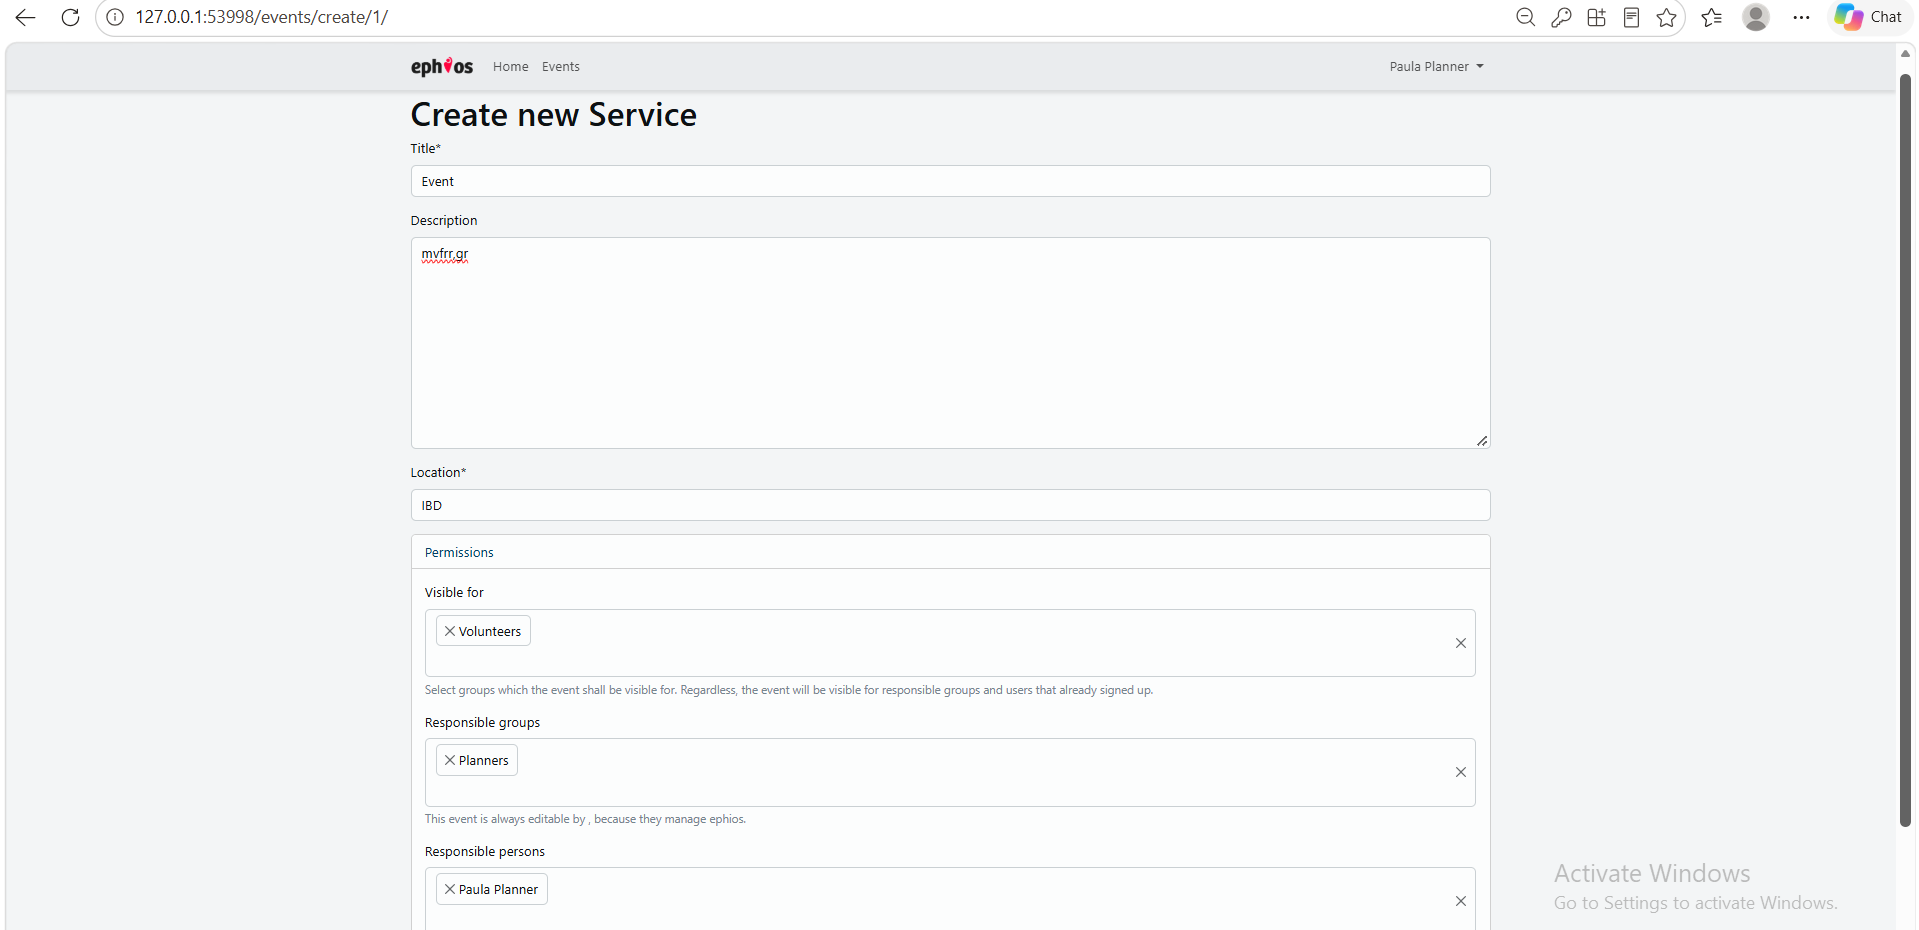 127.0.0.1:53998/events/create/1/
Chat
ephios Home Events Paula Planner
Create new Service
Title*
Event
Description
mvfrr,gr
Location*
IBD
Permissions
Visible for
Volunteers
Select groups which the event shall be visible for. Regardless, the event will be visible for responsible groups and users that already signed up.
Responsible groups
Planners
This event is always editable by , because they manage ephios.
Responsible persons
Paula Planner
Activate Windows
Go to Settings to activate Windows.